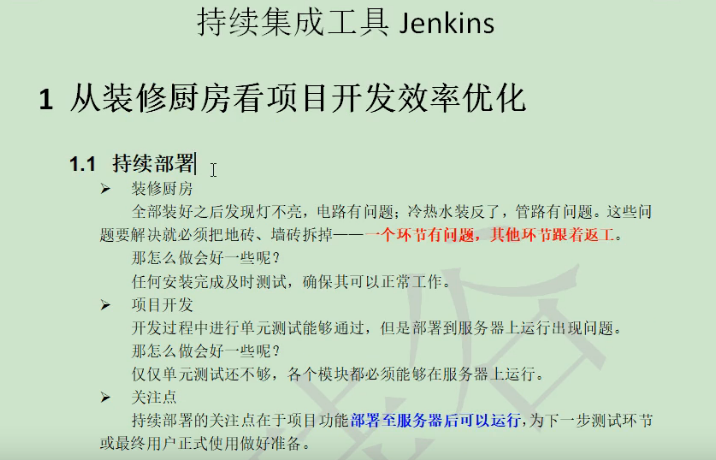 持续集成工具 Jenkins
1 从装修厨房看项目开发效率优化
1.1 持续部署
➢ 装修厨房
全部装好之后发现灯不亮，电路有问题；冷热水装反了，管路有问题。这些问
题要解决就必须把地砖、墙砖拆掉——一个环节有问题，其他环节跟着返工。
那怎么做会好一些呢？
任何安装完成及时测试，确保其可以正常工作。
➢ 项目开发
开发过程中进行单元测试能够通过，但是部署到服务器上运行出现问题。
那怎么做会好一些呢？
仅仅单元测试还不够，各个模块都必须能够在服务器上运行。
➢ 关注点
持续部署的关注点在于项目功能部署至服务器后可以运行，为下一步测试环节
或最终用户正式使用做好准备。